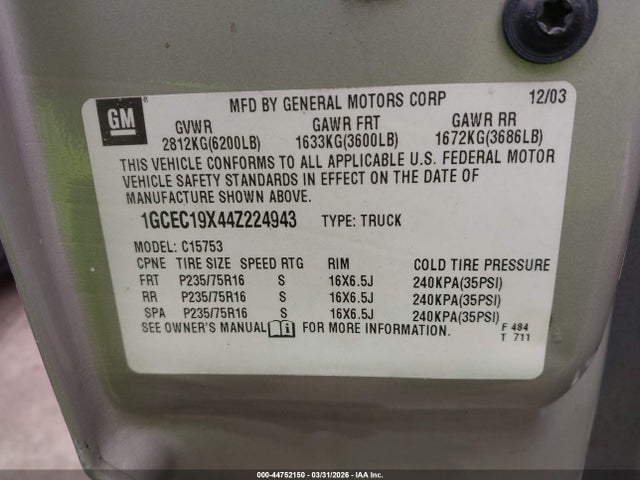 GM
MFD BY GENERAL MOTORS CORP 12/03
GVWR GAWR FRT GAWR RR
2812KG(6200LB) 1633KG(3600LB) 1672KG(3686LB)
THIS VEHICLE CONFORMS TO ALL APPLICABLE U.S. FEDERAL MOTOR
VEHICLE SAFETY STANDARDS IN EFFECT ON THE DATE OF
MANUFACTURE SHOWN ABOVE.
1GCEC19X44Z224943 TYPE: TRUCK
MODEL: C15753
CPNE TIRE SIZE SPEED RTG RIM COLD TIRE PRESSURE
FRT P235/75R16 S 16X6.5J 240KPA(35PSI)
RR P235/75R16 S 16X6.5J 240KPA(35PSI)
SPA P235/75R16 S 16X6.5J 240KPA(35PSI)
SEE OWNER'S MANUAL FOR MORE INFORMATION. F 484
T 711
000-44752150 - 03/31/2026 - IAA Inc.